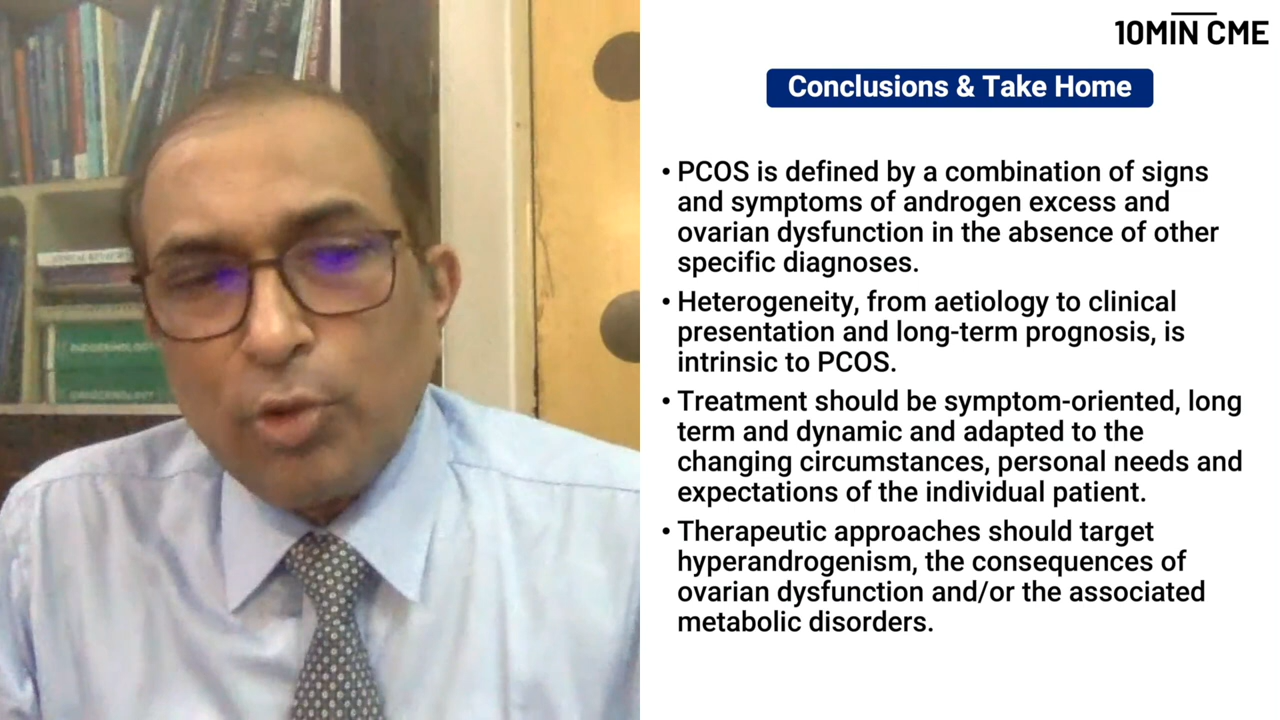 10MIN CME
Conclusions & Take Home
• PCOS is defined by a combination of signs
and symptoms of androgen excess and
ovarian dysfunction in the absence of other
specific diagnoses.
• Heterogeneity, from aetiology to clinical
presentation and long-term prognosis, is
intrinsic to PCOS.
• Treatment should be symptom-oriented, long
term and dynamic and adapted to the
changing circumstances, personal needs and
expectations of the individual patient.
• Therapeutic approaches should target
hyperandrogenism, the consequences of
ovarian dysfunction and/or the associated
metabolic disorders.